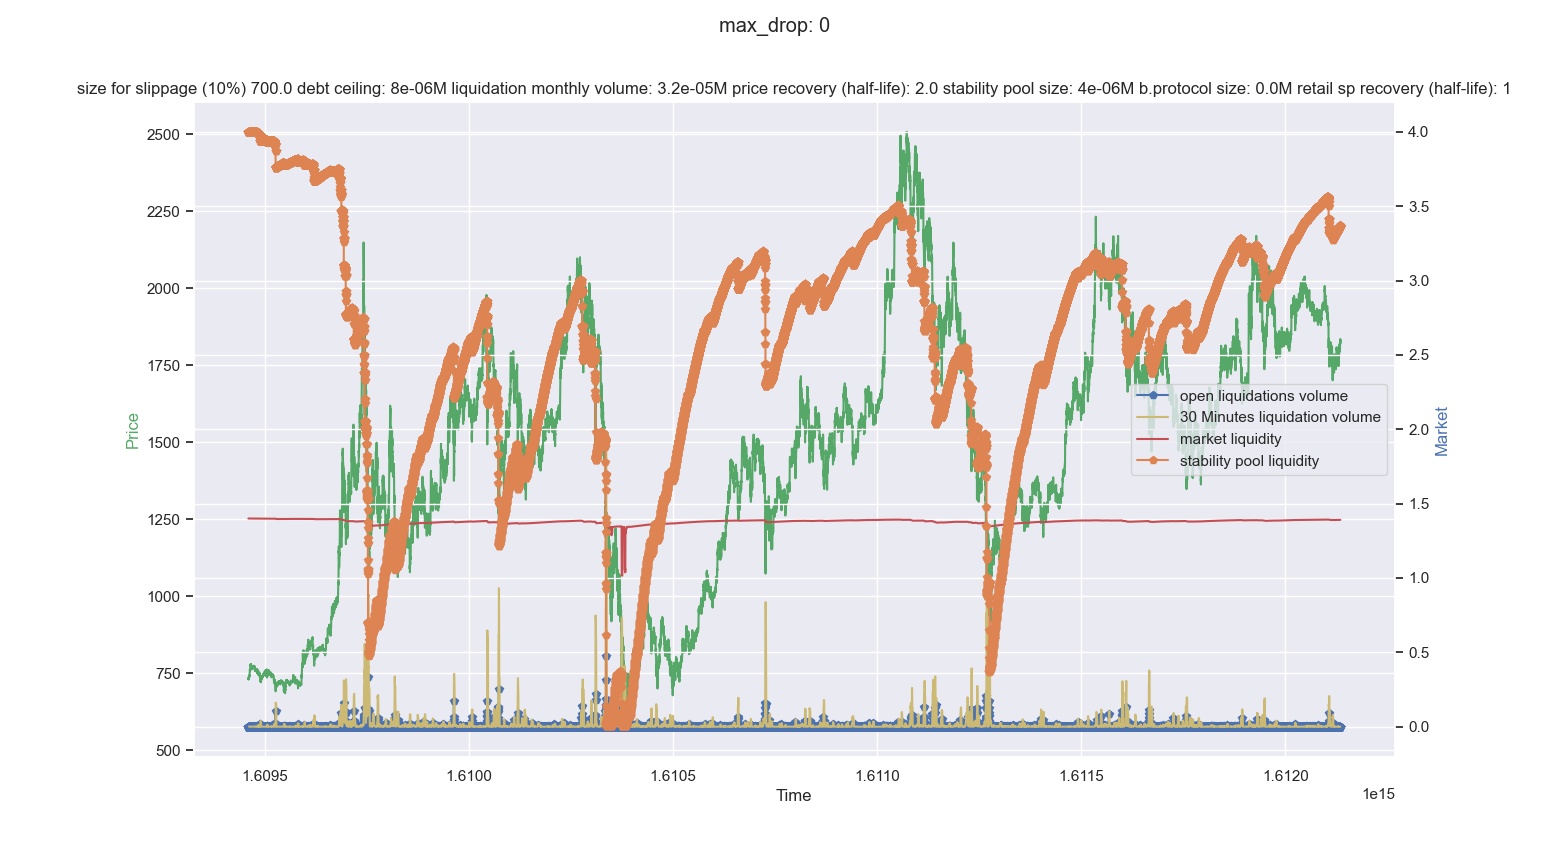 max_drop: 0
size for slippage (10%) 700.0 debt ceiling: 8e-06M liquidation monthly volume: 3.2e-05M price recovery (half-life): 2.0 stability pool size: 4e-06M b.protocol size: 0.0M retail sp recovery (half-life): 1
2500
2250
2000
1750
1500
1250
1000
750
500
Price
4.0
3.5
3.0
2.5
2.0
1.5
1.0
0.5
0.0
Market
open liquidations volume
30 Minutes liquidation volume
market liquidity
stability pool liquidity
1.6095
1.6100
1.6105
1.6110
1.6115
1.6120
Time
1e15